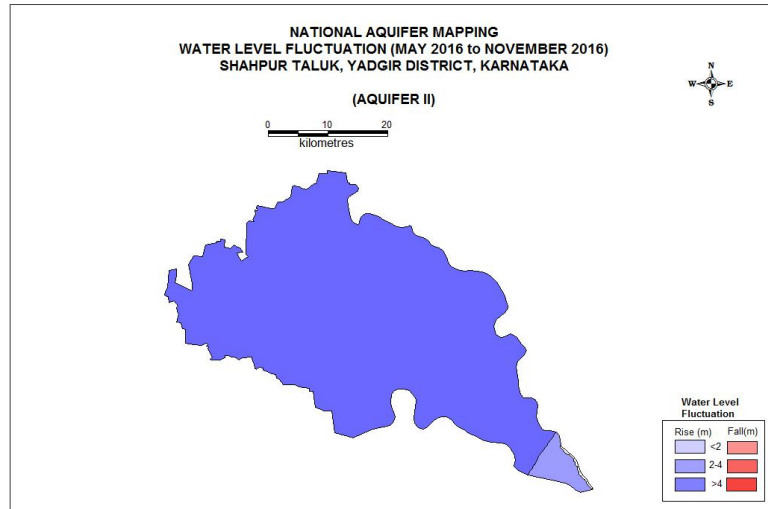 NATIONAL AQUIFER MAPPING
WATER LEVEL FLUCTUATION (MAY 2016 to NOVEMBER 2016)
SHAHPUR TALUK, YADGIR DISTRICT, KARNATAKA
(AQUIFER II)
N
W E
S
0 10 20
kilometres
Water Level
Fluctuation
Rise (m) Fall(m)
<2
2-4
>4